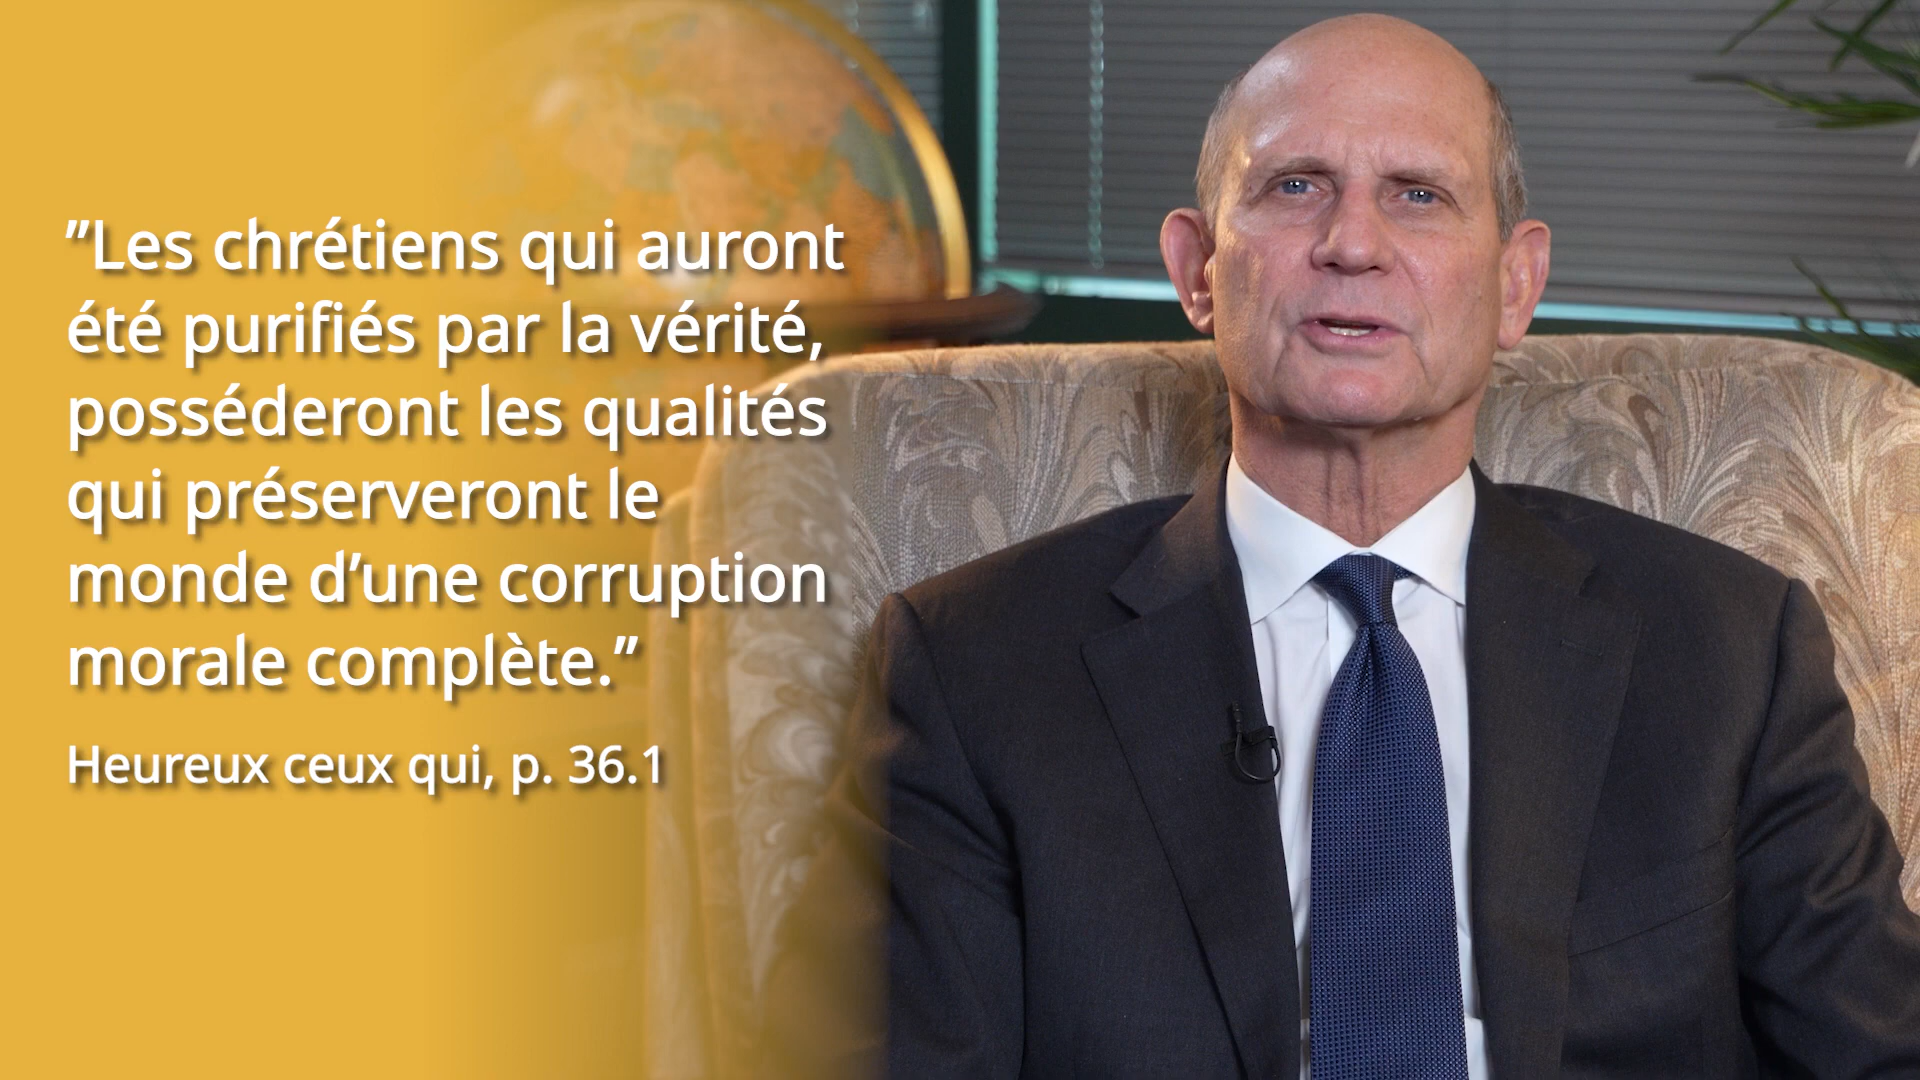 ”Les chrétiens qui auront
été purifiés par la vérité,
posséderont les qualités
qui préserveront le
monde d’une corruption
morale complète.”
Heureux ceux qui, p. 36.1